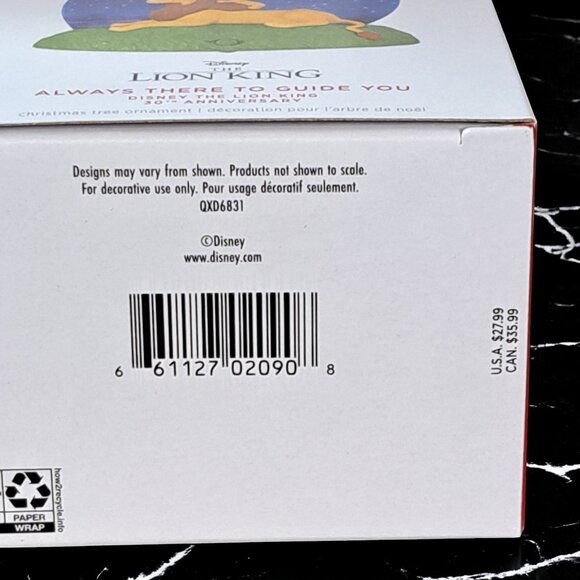 Disney
THE
LION KING
ALWAYS THERE TO GUIDE YOU
DISNEY THE LION KING
30TH ANNIVERSARY
christmas tree ornament | décoration pour l'arbre de noël
Designs may vary from shown. Products not shown to scale.
For decorative use only. Pour usage décoratif seulement.
QXD6831
©Disney
www.disney.com
6 61127 02090 8
U.S.A. $27.99
CAN. $35.99
how2recycle.info
PAPER
WRAP